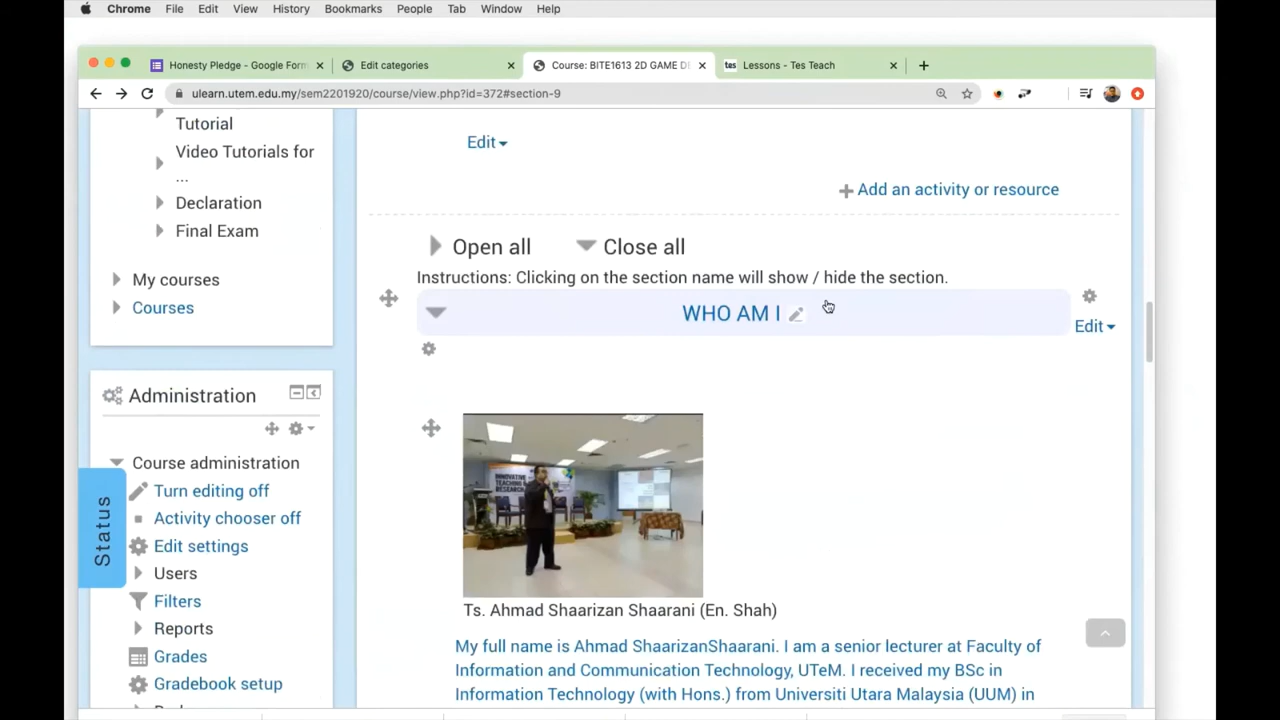 Chrome File Edit View History Bookmarks People Tab Window Help
Honesty Pledge - Google Form
Edit categories
Course: BITE1613 2D GAME DE
tes Lessons - Tes Teach
ulearn.utem.edu.my/sem2201920/course/view.php?id=372#section-9
Tutorial
Video Tutorials for
...
Declaration
Final Exam
My courses
Courses
Administration
Course administration
Turn editing off
Activity chooser off
Edit settings
Users
Filters
Reports
Grades
Gradebook setup
Status
Edit
Add an activity or resource
Open all Close all
Instructions: Clicking on the section name will show / hide the section.
WHO AM I
Edit
INNOVATIVE
TEACHING &
RESEARCH
Ts. Ahmad Shaarizan Shaarani (En. Shah)
My full name is Ahmad ShaarizanShaarani. I am a senior lecturer at Faculty of
Information and Communication Technology, UTeM. I received my BSc in
Information Technology (with Hons.) from Universiti Utara Malaysia (UUM) in